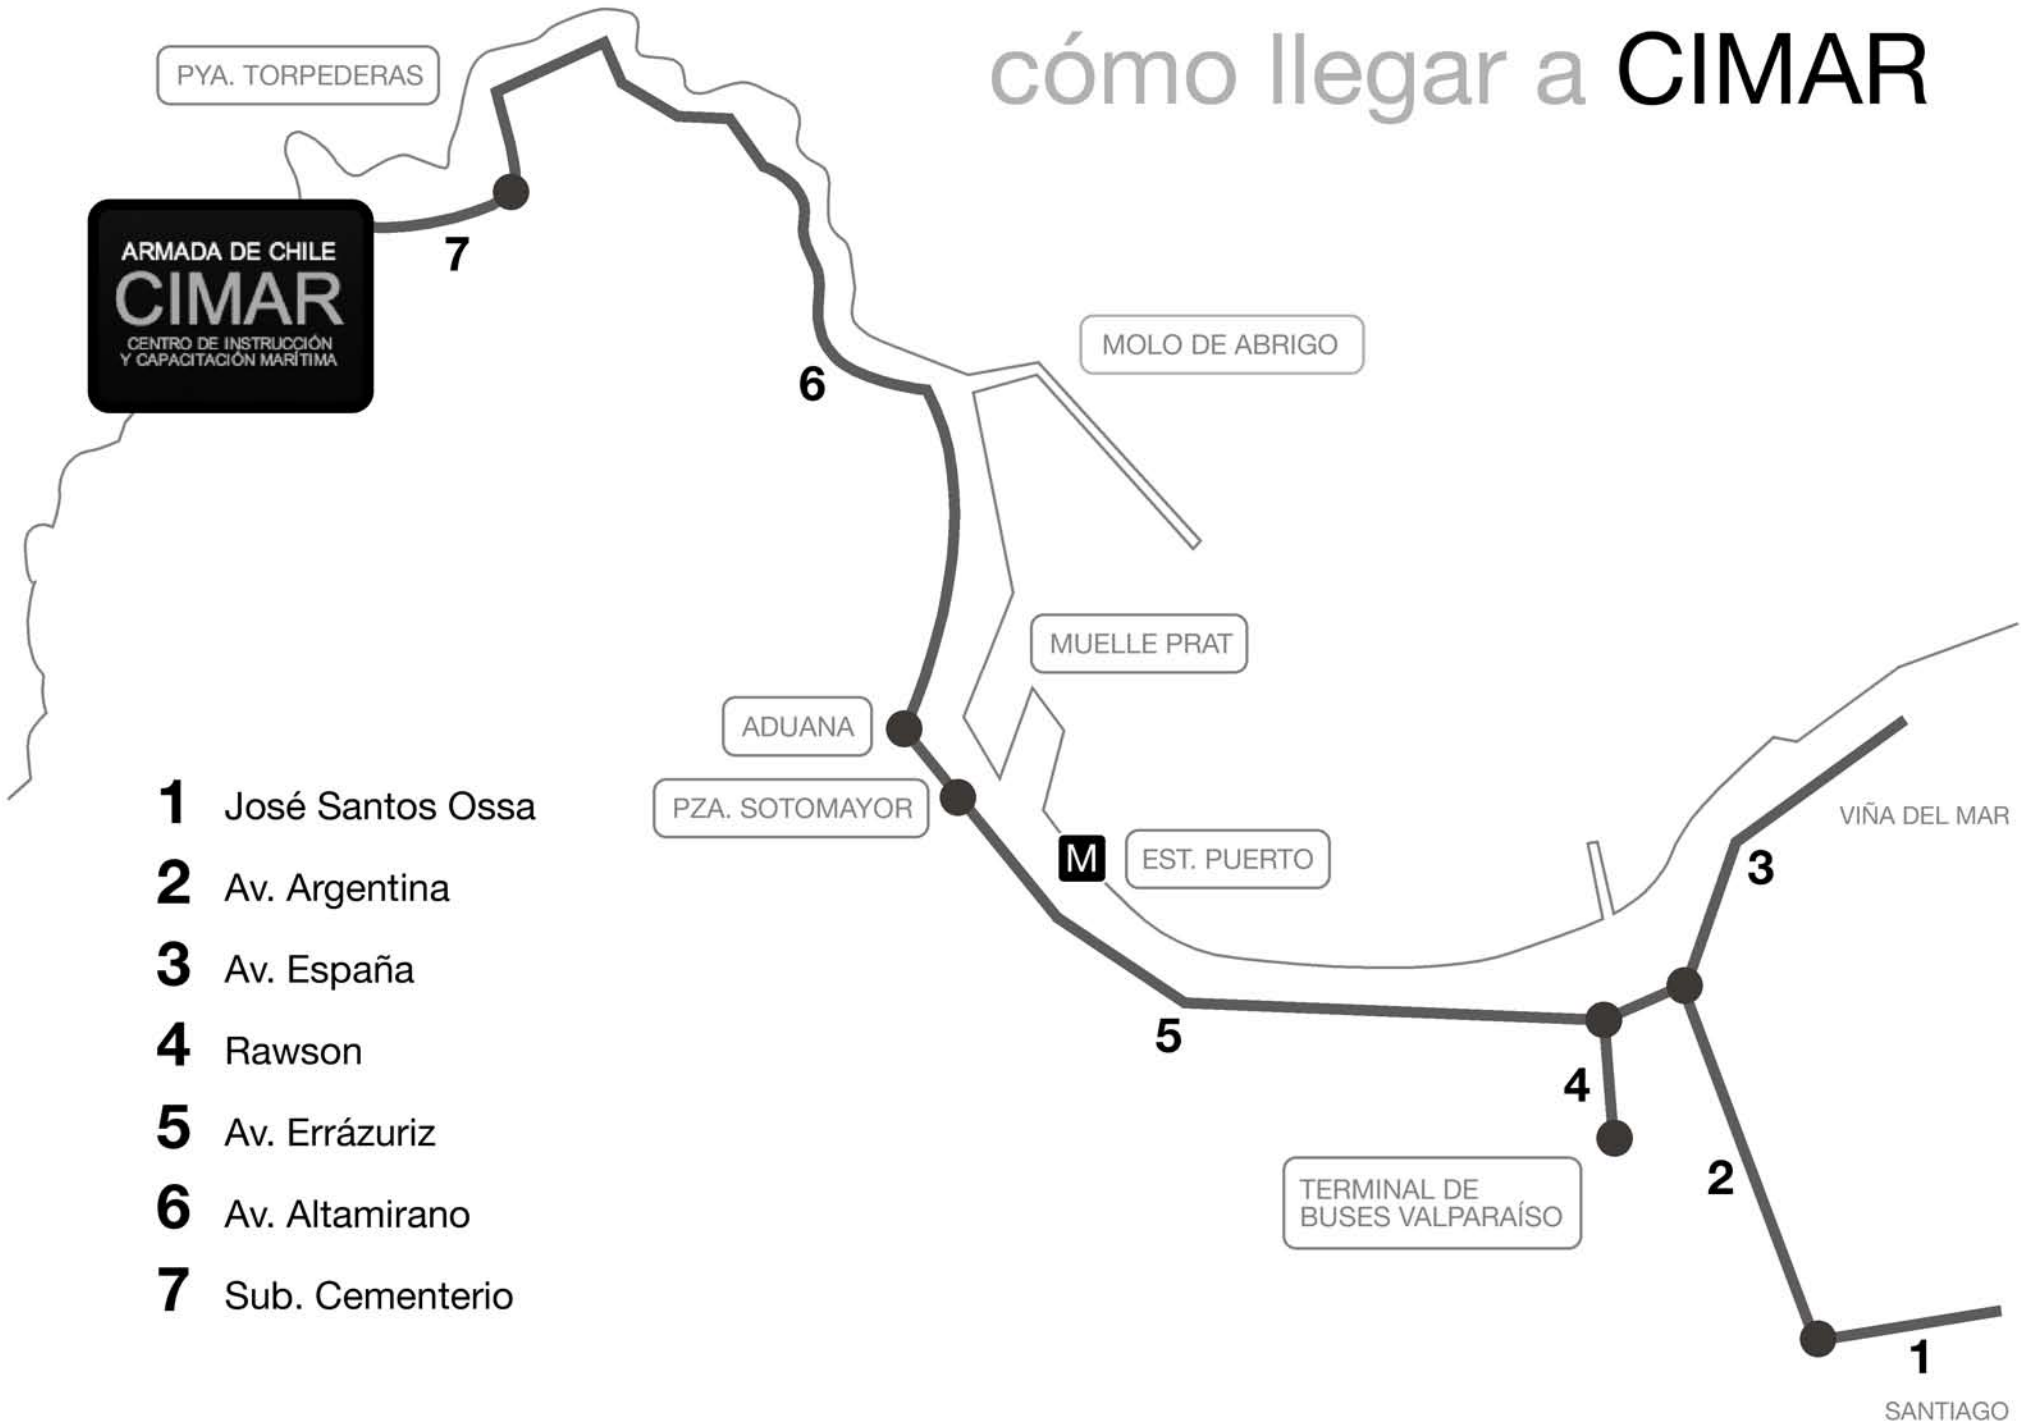 cómo llegar a CIMAR
PYA. TORPEDERAS
ARMADA DE CHILE
CIMAR
CENTRO DE INSTRUCCIÓN
Y CAPACITACIÓN MARÍTIMA
7
MOLO DE ABRIGO
6
MUELLE PRAT
ADUANA
PZA. SOTOMAYOR
M
EST. PUERTO
VIÑA DEL MAR
3
5
4
TERMINAL DE
BUSES VALPARAÍSO
2
1
SANTIAGO
1 José Santos Ossa
2 Av. Argentina
3 Av. España
4 Rawson
5 Av. Errázuriz
6 Av. Altamirano
7 Sub. Cementerio